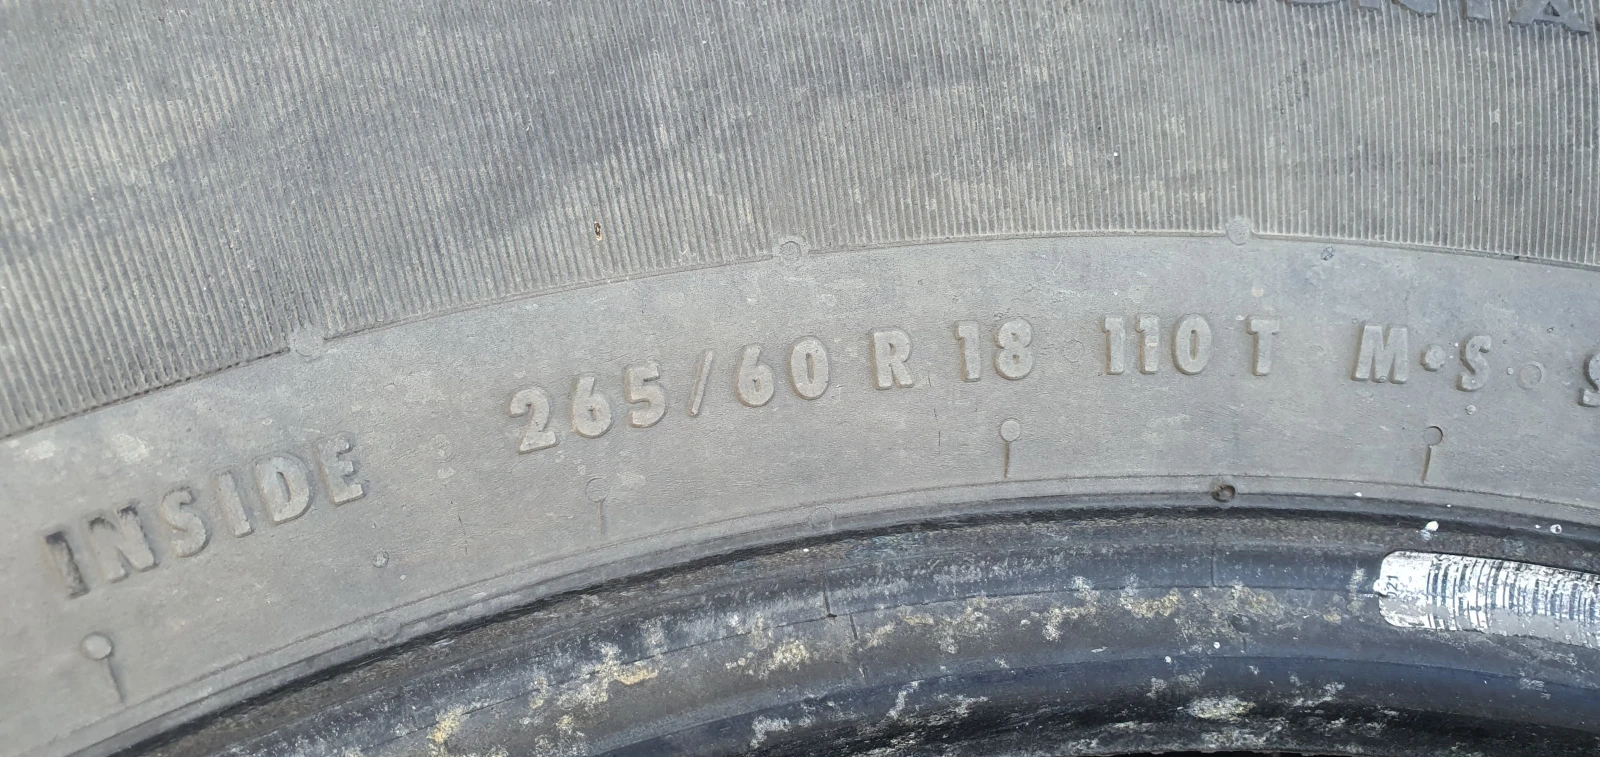 INSIDE 265/60 R 18 110 T M•S•